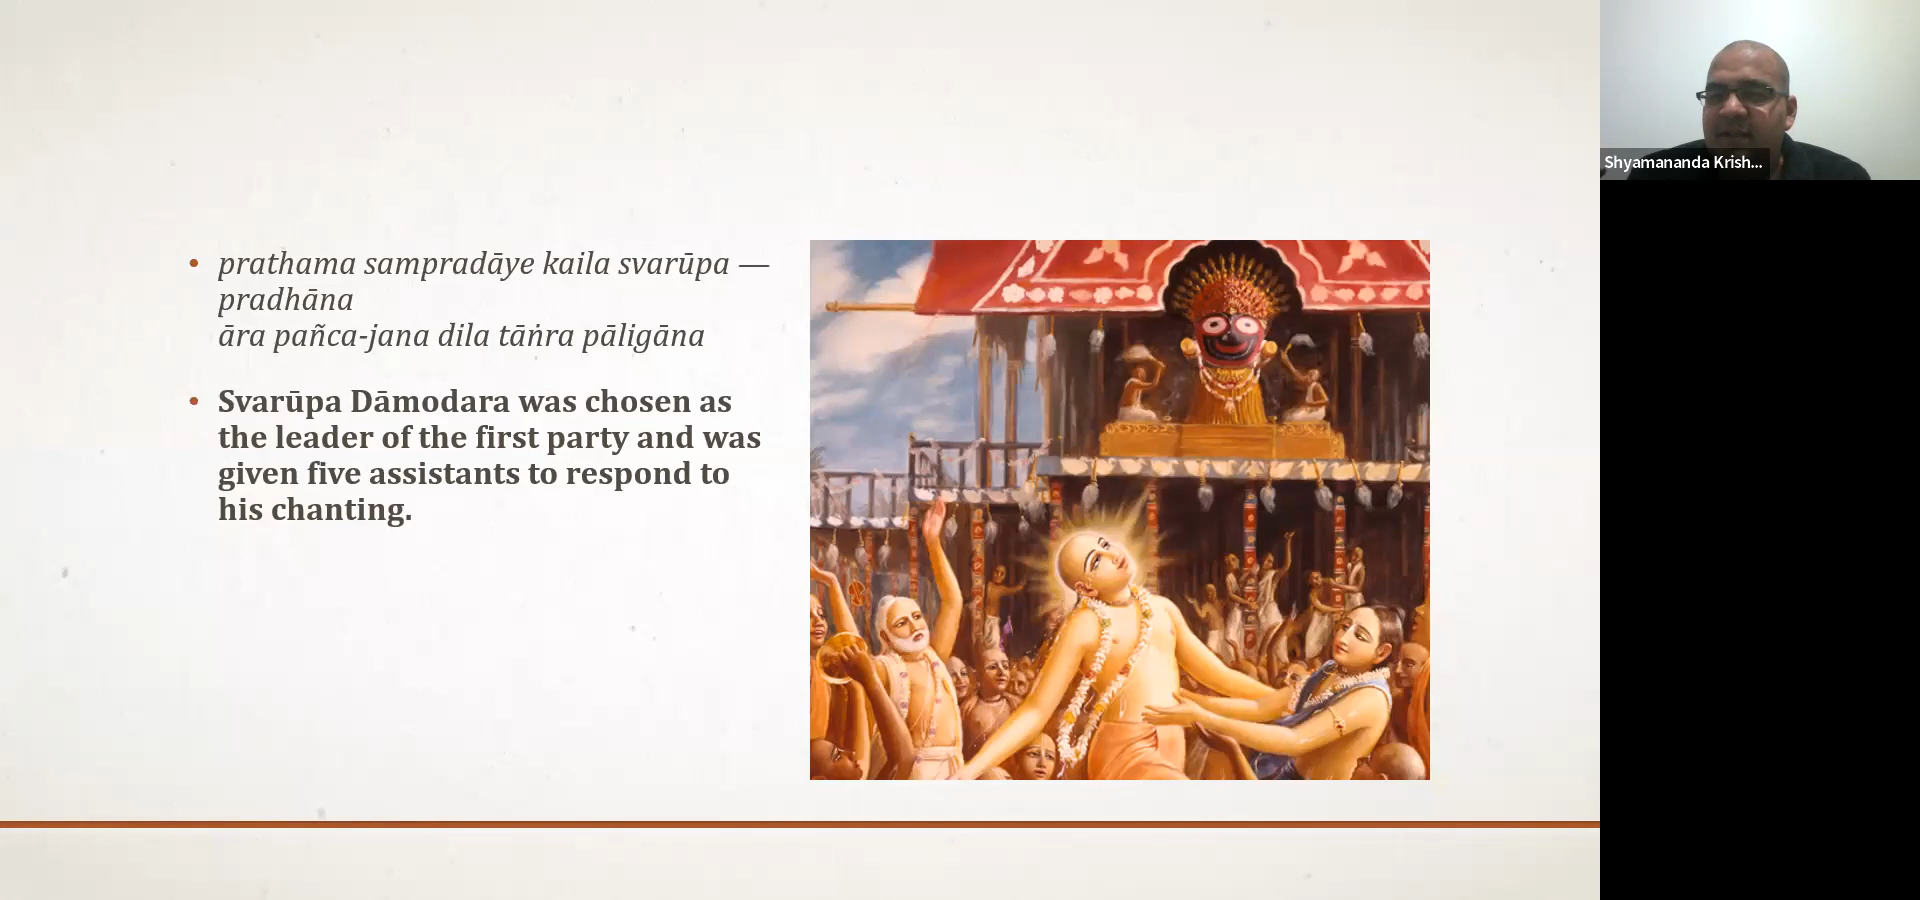 prathama sampradāye kaila svarūpa —
pradhāna
āra pañca-jana dila tāṅra pāligāna
Svarūpa Dāmodara was chosen as
the leader of the first party and was
given five assistants to respond to
his chanting.
Shyamananda Krish...